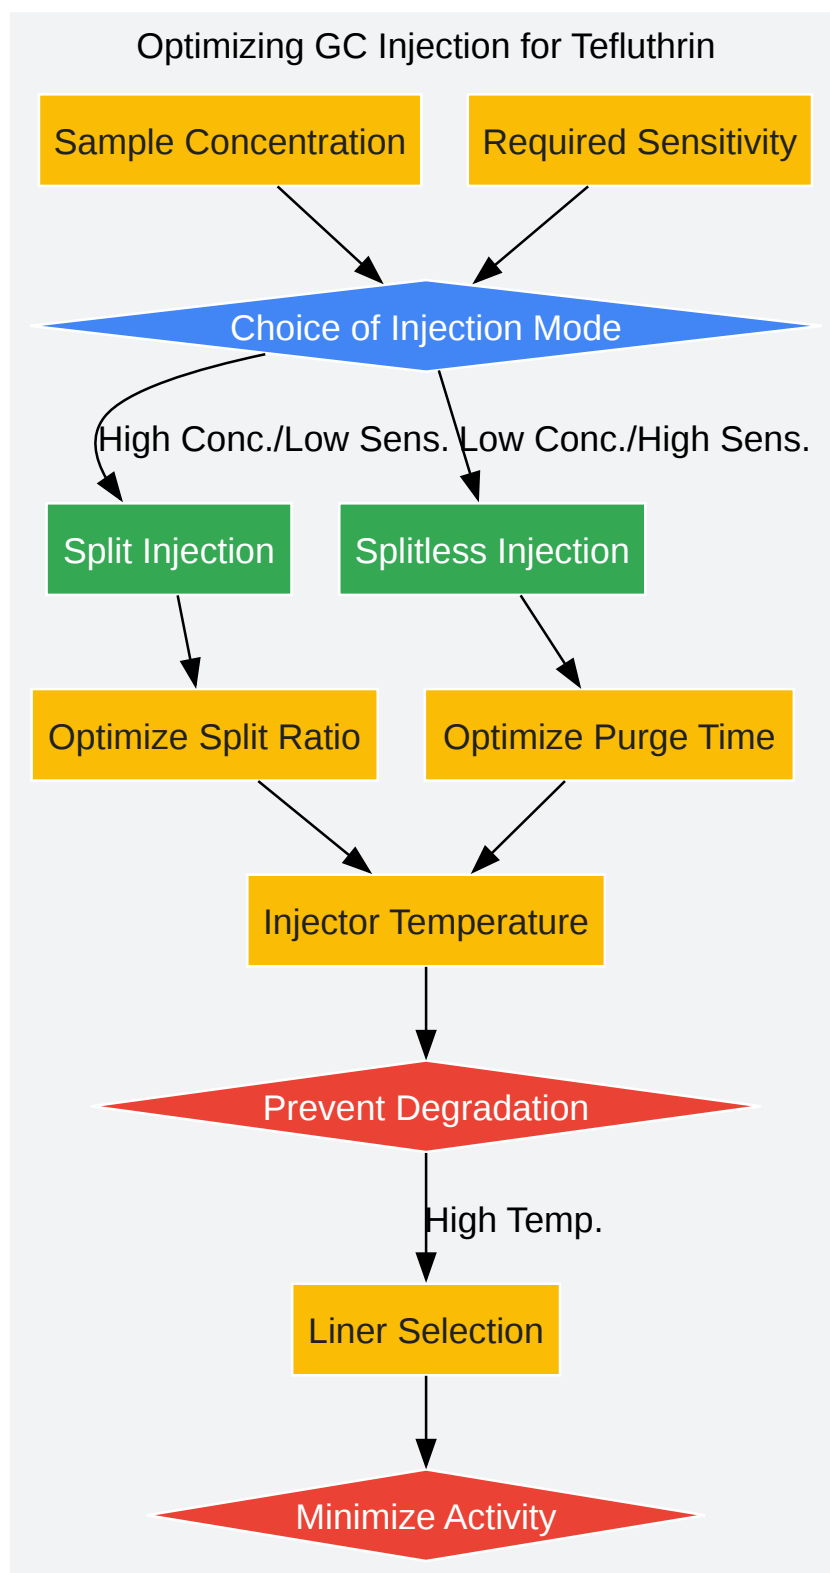 Optimizing GC Injection for Tefluthrin
Sample Concentration
Required Sensitivity
Choice of Injection Mode
High Conc./Low Sens.
Low Conc./High Sens.
Split Injection
Splitless Injection
Optimize Split Ratio
Optimize Purge Time
Injector Temperature
Prevent Degradation
High Temp.
Liner Selection
Minimize Activity